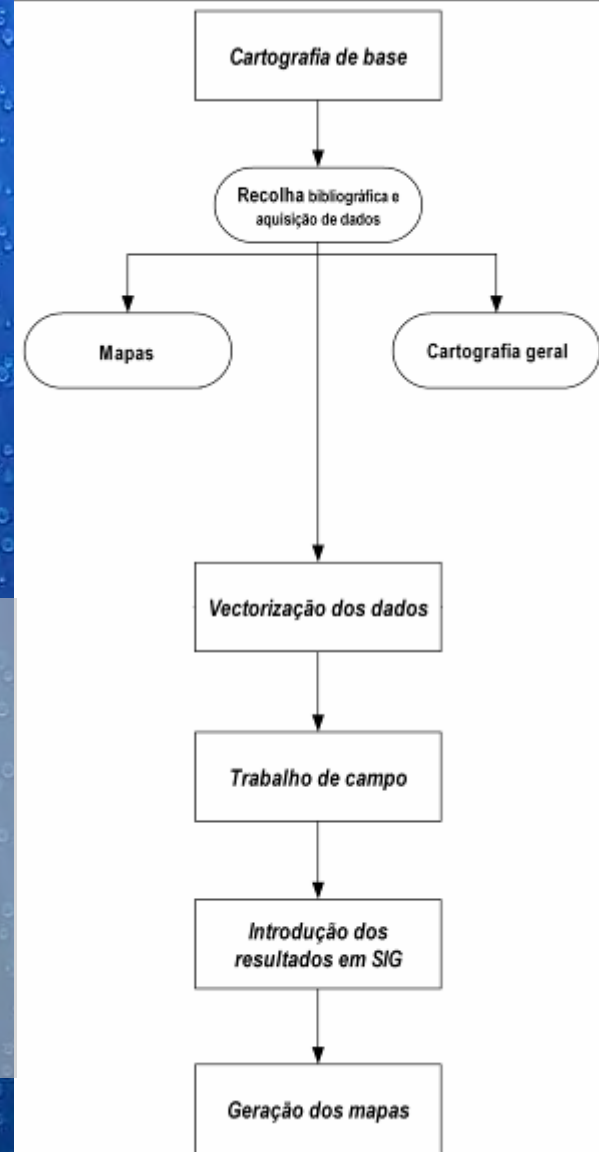 Cartografia de base
Recolha bibliográfica e
aquisição de dados
Mapas
Cartografia geral
Vectorização dos dados
Trabalho de campo
Introdução dos
resultados em SIG
Geração dos mapas